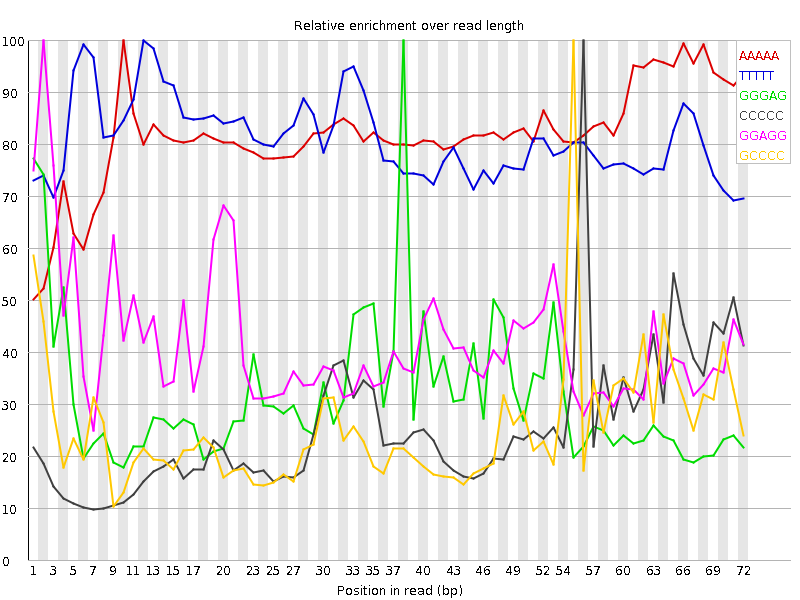 Relative enrichment over read length
100
90
80
70
60
50
40
30
20
10
0
AAAAA
TTTTT
GGGAG
CCCCC
GGAGG
GCCCC
1 3 5 7 9 11 13 15 17 20 23 25 27 30 33 35 37 40 43 46 49 52 54 57 60 63 66 69 72
Position in read (bp)